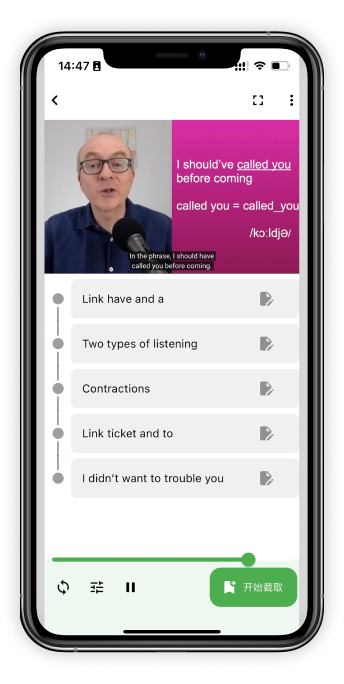 14:47
I should've called you
before coming
called you = called_you
/kɔːldjə/
In the phrase, I should have
called you before coming.
Link have and a
Two types of listening
Contractions
Link ticket and to
I didn't want to trouble you
开始截取